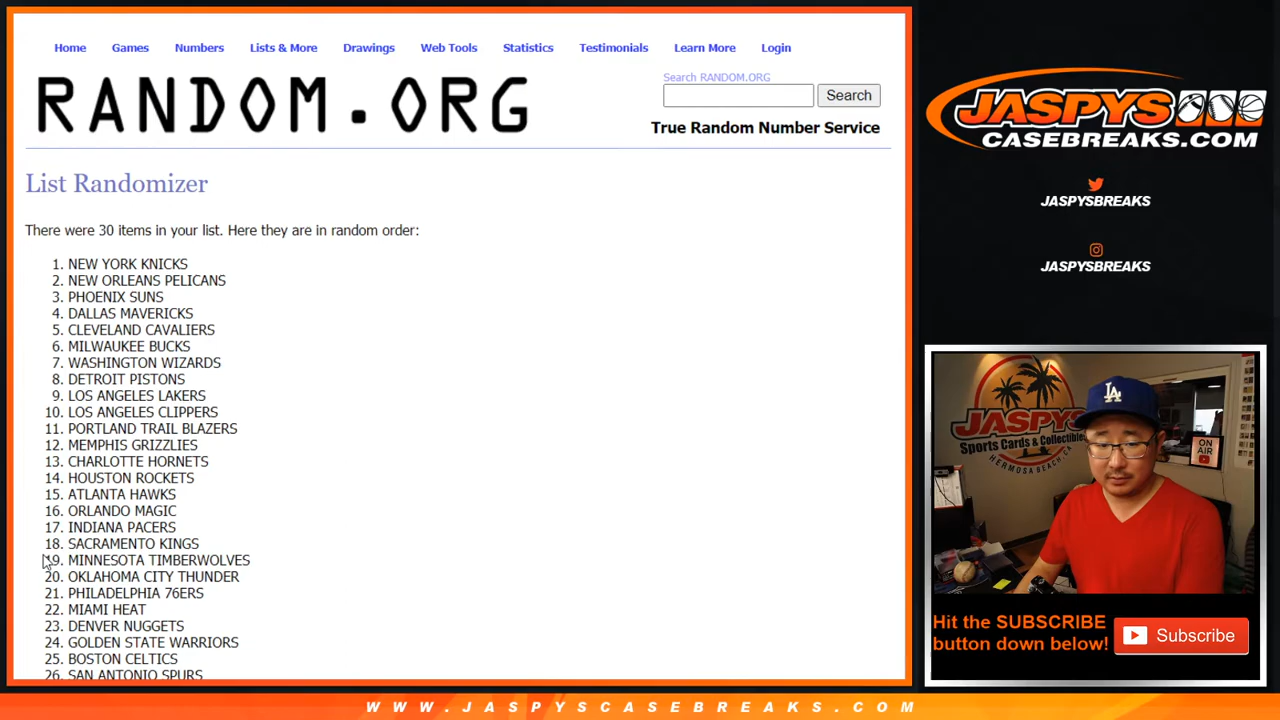 Home Games Numbers Lists & More Drawings Web Tools Statistics Testimonials Learn More Login
RANDOM.ORG
Search RANDOM.ORG
Search
True Random Number Service
List Randomizer
There were 30 items in your list. Here they are in random order:
1. NEW YORK KNICKS
2. NEW ORLEANS PELICANS
3. PHOENIX SUNS
4. DALLAS MAVERICKS
5. CLEVELAND CAVALIERS
6. MILWAUKEE BUCKS
7. WASHINGTON WIZARDS
8. DETROIT PISTONS
9. LOS ANGELES LAKERS
10. LOS ANGELES CLIPPERS
11. PORTLAND TRAIL BLAZERS
12. MEMPHIS GRIZZLIES
13. CHARLOTTE HORNETS
14. HOUSTON ROCKETS
15. ATLANTA HAWKS
16. ORLANDO MAGIC
17. INDIANA PACERS
18. SACRAMENTO KINGS
19. MINNESOTA TIMBERWOLVES
20. OKLAHOMA CITY THUNDER
21. PHILADELPHIA 76ERS
22. MIAMI HEAT
23. DENVER NUGGETS
24. GOLDEN STATE WARRIORS
25. BOSTON CELTICS
26. SAN ANTONIO SPURS
JASPYS
CASEBREAKS.COM
JASPYSBREAKS
JASPYSBREAKS
JASPYS
Sports Cards & Collectibles
HERMOSA BEACH, CA
ON AIR
LA
Hit the SUBSCRIBE
button down below!
Subscribe
WWW.JASPYSCASEBREAKS.COM